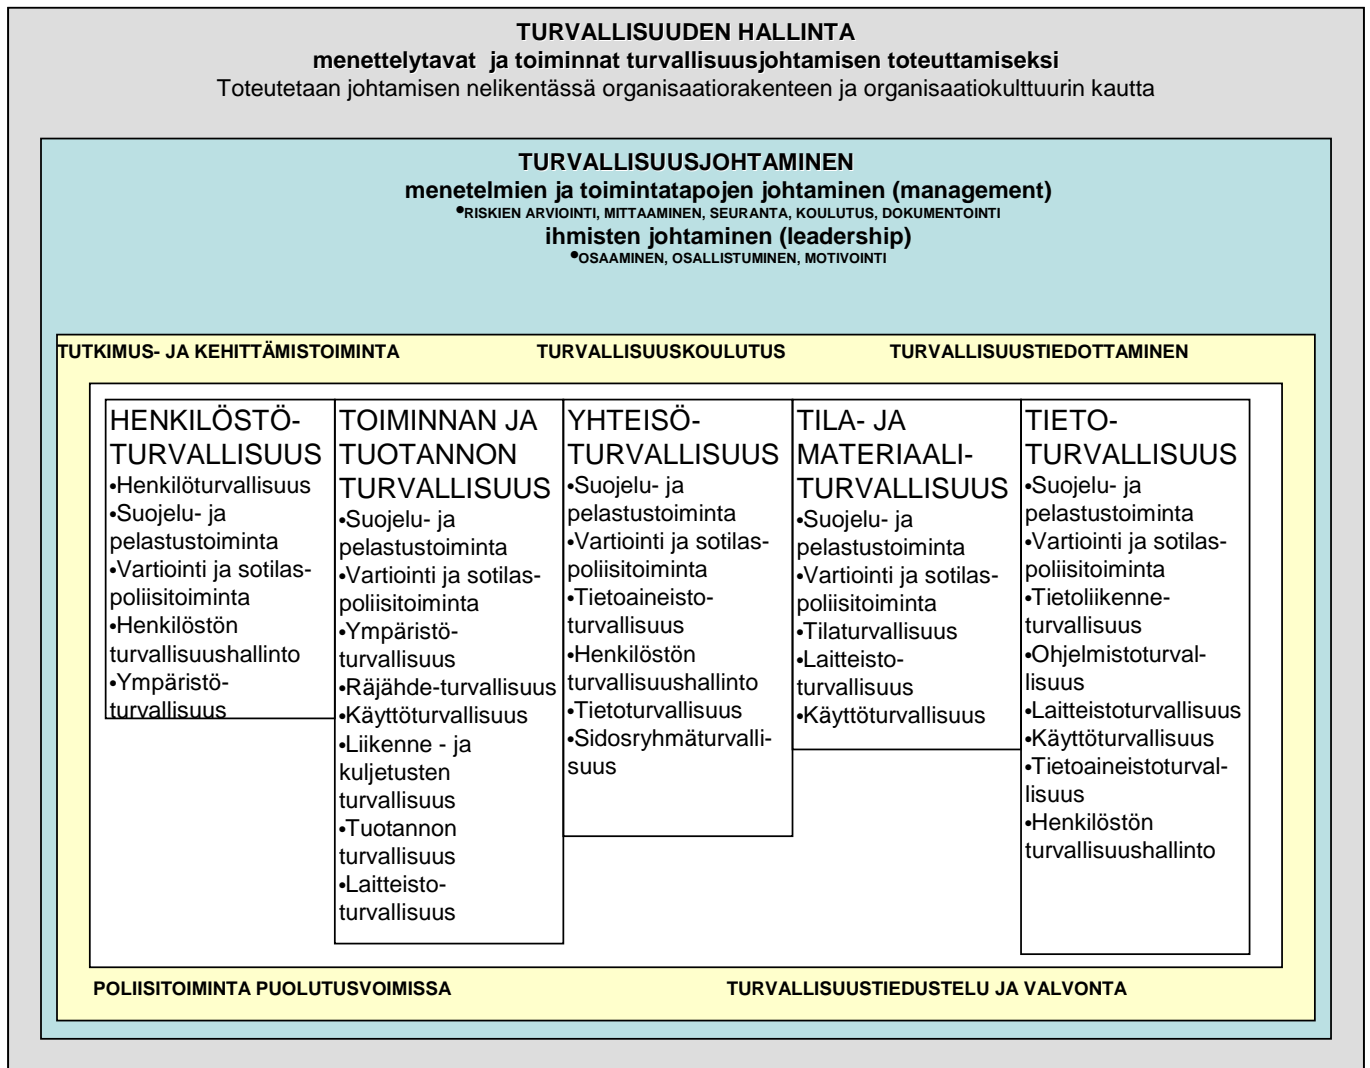 TURVALLISUUDEN HALLINTA
menettelytavat ja toiminnat turvallisuusjohtamisen toteuttamiseksi
Toteutetaan johtamisen nelikentässä organisaatiorakenteen ja organisaatiokulttuurin kautta
TURVALLISUUSJOHTAMINEN
menetelmien ja toimintatapojen johtaminen (management)
•RISKIEN ARVIOINTI, MITTAAMINEN, SEURANTA, KOULUTUS, DOKUMENTOINTI
ihmisten johtaminen (leadership)
•OSAAMINEN, OSALLISTUMINEN, MOTIVOINTI
TUTKIMUS- JA KEHITTÄMISTOIMINTA
TURVALLISUUSKOULUTUS
TURVALLISUUSTIEDOTTAMINEN
HENKILÖSTÖ-
TURVALLISUUS
•Henkilöturvallisuus
•Suojelu- ja
pelastustoiminta
•Vartiointi ja sotilas-
poliisitoiminta
•Henkilöstön
turvallisuushallinto
•Ympäristö-
turvallisuus
TOIMINNAN JA
TUOTANNON
TURVALLISUUS
•Suojelu- ja
pelastustoiminta
•Vartiointi ja sotilas-
poliisitoiminta
•Ympäristö-
turvallisuus
•Räjähde-turvallisuus
•Käyttöturvallisuus
•Liikenne - ja
kuljetusten
turvallisuus
•Tuotannon
turvallisuus
•Laitteisto-
turvallisuus
YHTEISÖ-
TURVALLISUUS
•Suojelu- ja
pelastustoiminta
•Vartiointi ja sotilas-
poliisitoiminta
•Tietoaineisto-
turvallisuus
•Henkilöstön
turvallisuushallinto
•Tietoturvallisuus
•Sidosryhmäturvalli-
suus
TILA- JA
MATERIAALI-
TURVALLISUUS
•Suojelu- ja
pelastustoiminta
•Vartiointi ja sotilas-
poliisitoiminta
•Tilaturvallisuus
•Laitteisto-
turvallisuus
•Käyttöturvallisuus
TIETO-
TURVALLISUUS
•Suojelu- ja
pelastustoiminta
•Vartiointi ja sotilas-
poliisitoiminta
•Tietoliikenne-
turvallisuus
•Ohjelmistoturval-
lisuus
•Laitteistoturvallisuus
•Käyttöturvallisuus
•Tietoaineistoturval-
lisuus
•Henkilöstön
turvallisuushallinto
POLIISITOIMINTA PUOLUTUSVOIMISSA
TURVALLISUUSTIEDUSTELU JA VALVONTA